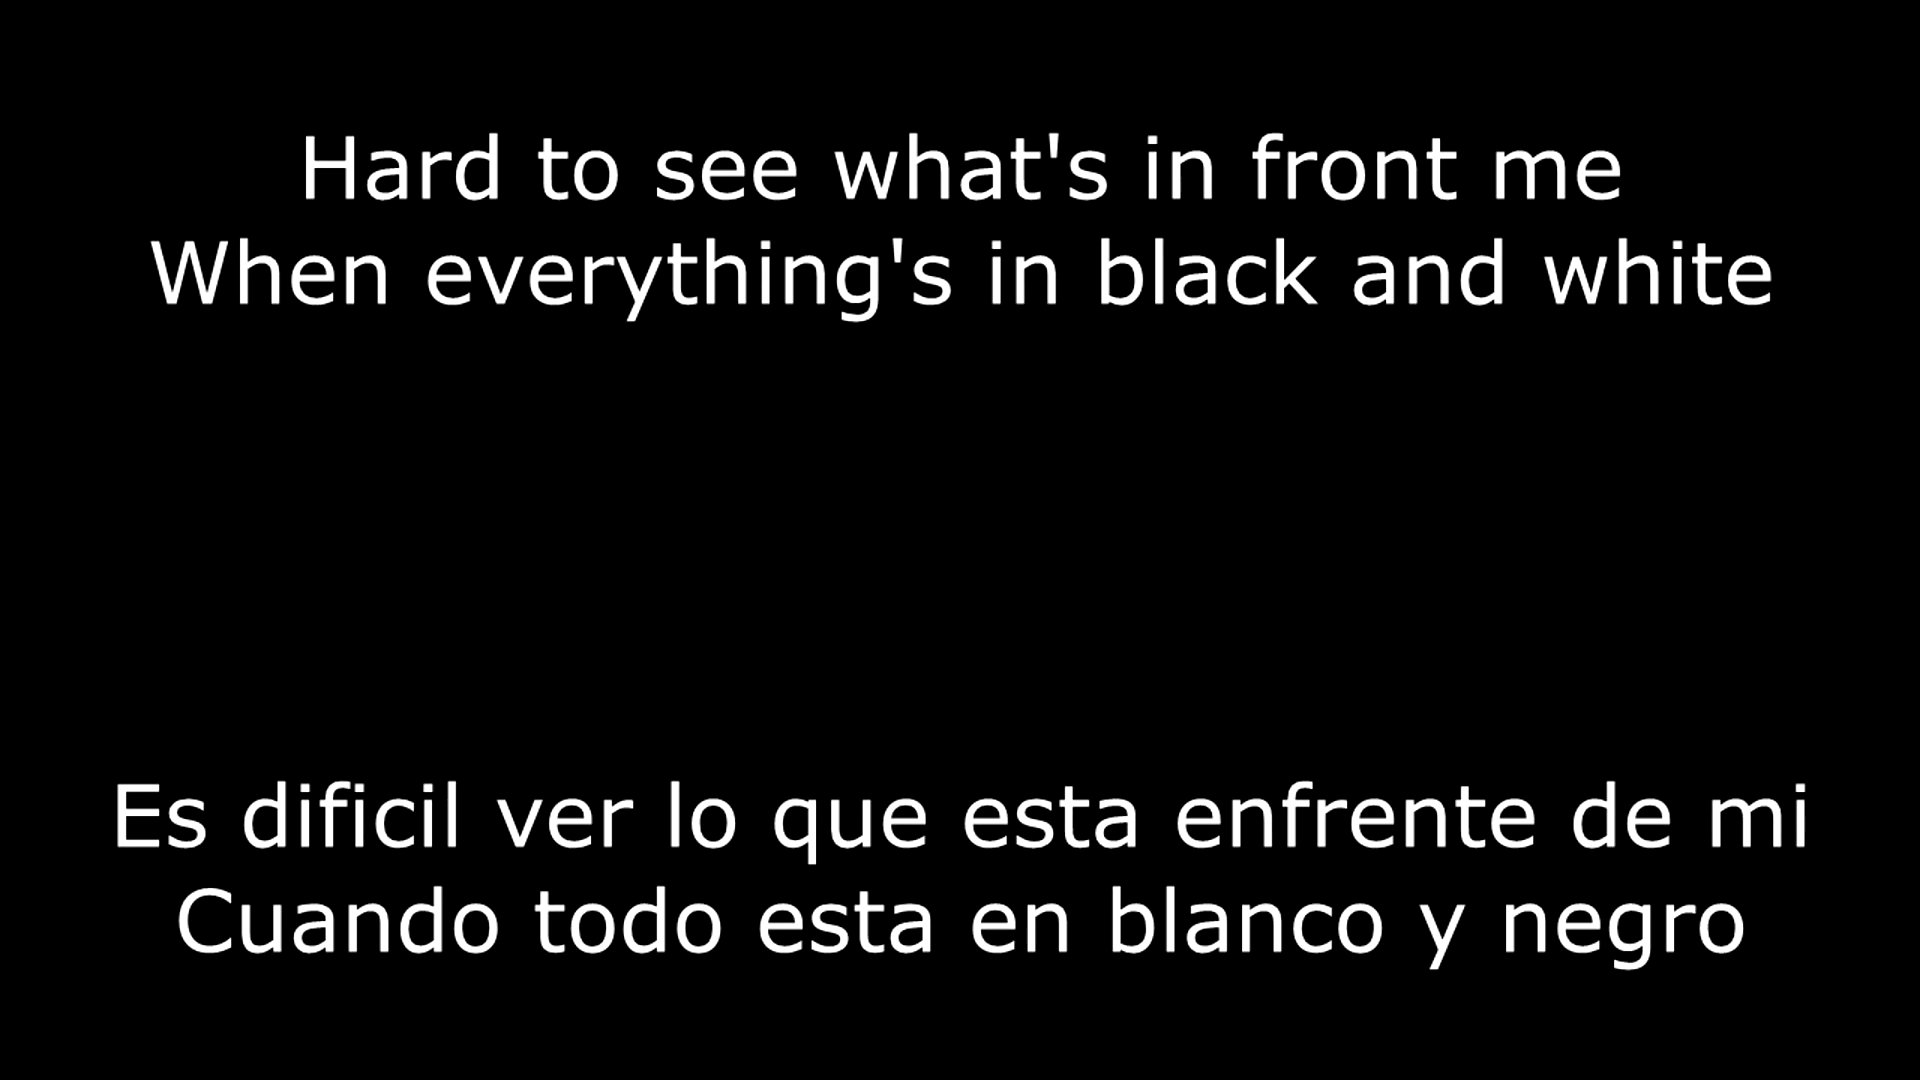 Hard to see what's in front me
When everything's in black and white
Es dificil ver lo que esta enfrente de mi
Cuando todo esta en blanco y negro